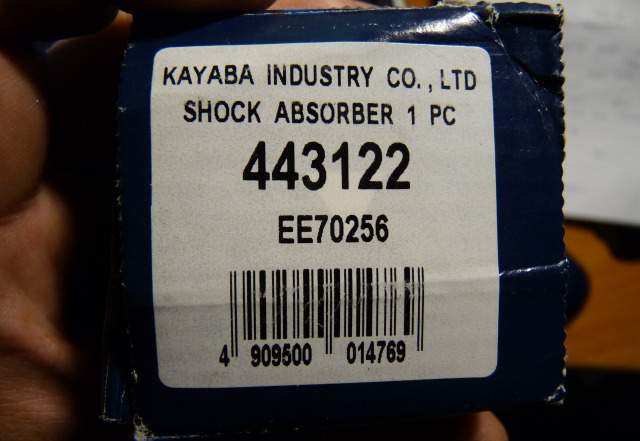 KAYABA INDUSTRY CO., LTD
SHOCK ABSORBER 1 PC
443122
EE70256
4 909500 014769